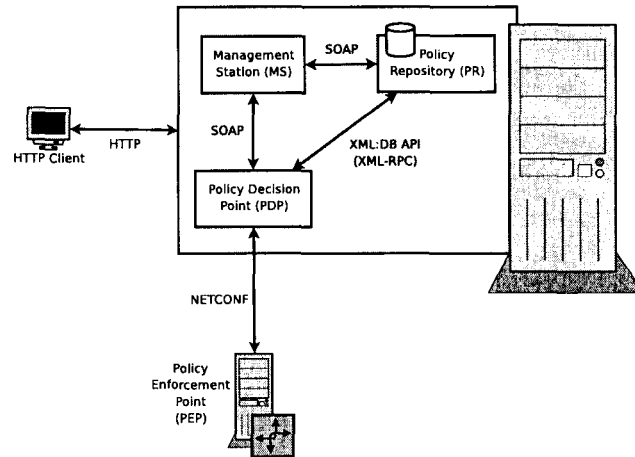 Management
Station (MS)
SOAP
Policy
Repository (PR)
SOAP
HTTP
HTTP Client
XML:DB API
(XML-RPC)
Policy Decision
Point (PDP)
NETCONF
Policy
Enforcement
Point
(PEP)